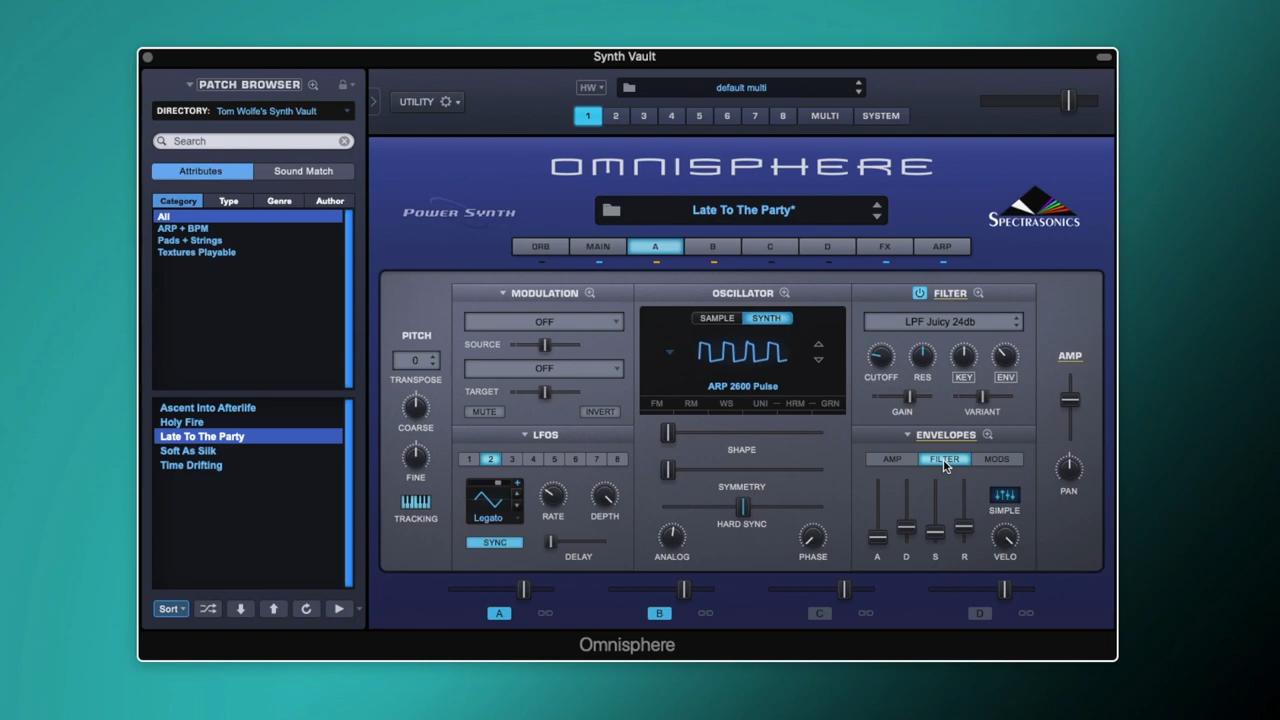 Synth Vault
PATCH BROWSER
DIRECTORY: Tom Wolfe's Synth Vault
Search
Attributes
Sound Match
Category
Type
Genre
Author
All
ARP + BPM
Pads + Strings
Textures Playable
Ascent Into Afterlife
Holy Fire
Late To The Party
Soft As Silk
Time Drifting
Sort
UTILITY
HW
default multi
1 2 3 4 5 6 7 8 MULTI SYSTEM
OMNISPHERE
POWER SYNTH
Late To The Party*
SPECTRASONICS
ORB MAIN A B C D FX ARP
PITCH
0
TRANSPOSE
COARSE
FINE
TRACKING
MODULATION
OFF
SOURCE
OFF
TARGET
MUTE INVERT
LFOS
1 2 3 4 5 6 7 8
Legato
RATE DEPTH
SYNC
DELAY
OSCILLATOR
SAMPLE SYNTH
ARP 2600 Pulse
FM RM WS UNI HRM GRN
SHAPE
SYMMETRY
HARD SYNC
ANALOG PHASE
FILTER
LPF Juicy 24db
CUTOFF RES KEY ENV
GAIN VARIANT
ENVELOPES
AMP FILTER MODS
SIMPLE
A D S R VELO
AMP
PAN
A B C D
Omnisphere